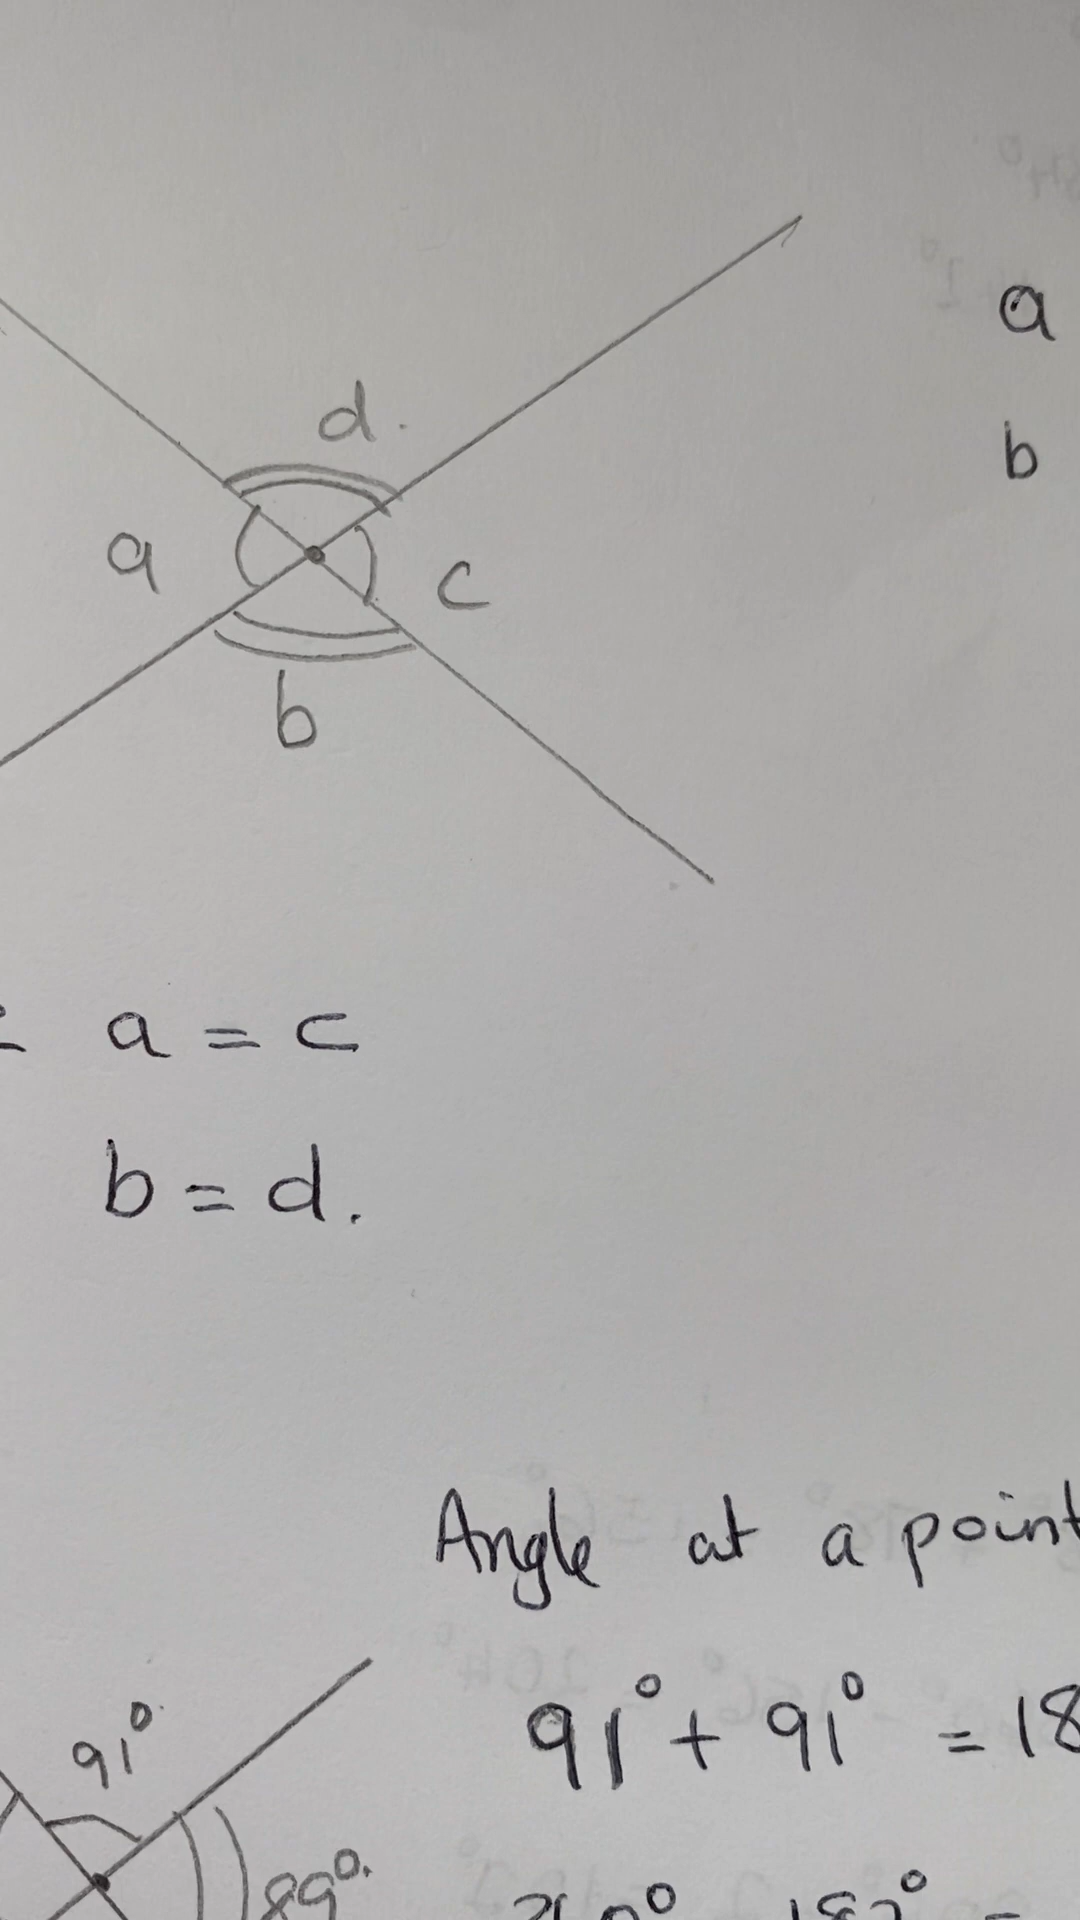 d.
a
a
b
c
b
= a = c
b = d.
Angle at a point
91° + 91° = 18
91°
89°.